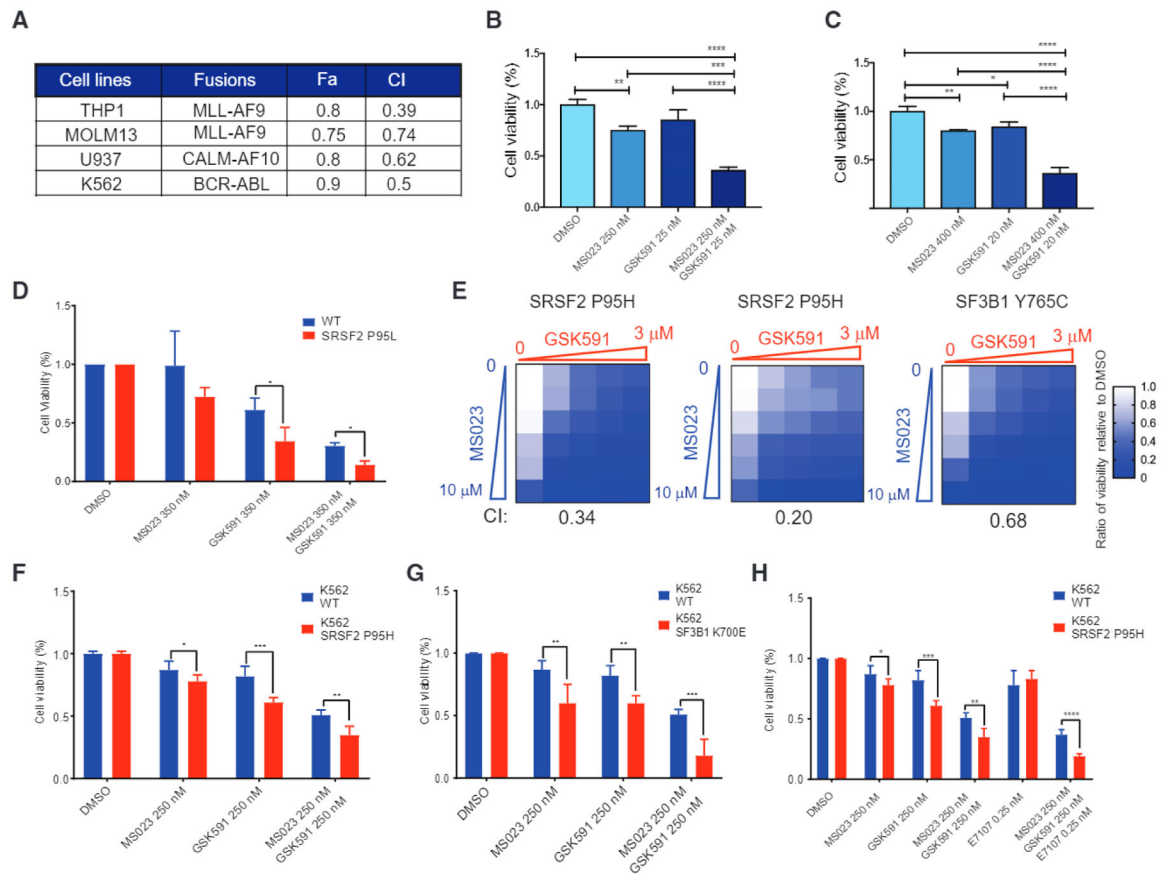 A
Cell lines Fusions Fa CI
THP1 MLL-AF9 0.8 0.39
MOLM13 MLL-AF9 0.75 0.74
U937 CALM-AF10 0.8 0.62
K562 BCR-ABL 0.9 0.5
B
Cell viability (%)
1.5
1.0
0.5
0.0
****
***
** ****
DMSO
MS023 250 nM
GSK591 25 nM
MS023 250 nM
GSK591 25 nM
C
Cell viability (%)
1.5
1.0
0.5
0.0
****
****
*
** ****
DMSO
MS023 400 nM
GSK591 20 nM
MS023 400 nM
GSK591 20 nM
D
Cell Viability (%)
1.5
1.0
0.5
0.0
WT
SRSF2 P95L
*
*
DMSO
MS023 350 nM
GSK591 350 nM
MS023 350 nM
GSK591 350 nM
E
SRSF2 P95H
0 GSK591 3 μM
0
MS023
10 μM
CI: 0.34
SRSF2 P95H
0 GSK591 3 μM
0
MS023
10 μM
0.20
SF3B1 Y765C
0 GSK591 3 μM
0
MS023
10 μM
0.68
1.0
0.8
0.6
0.4
0.2
0
Ratio of viability relative to DMSO
F
Cell viability (%)
1.5
1.0
0.5
0.0
K562
WT
K562
SRSF2 P95H
* *** **
DMSO
MS023 250 nM
GSK591 250 nM
MS023 250 nM
GSK591 250 nM
G
Cell viability (%)
1.5
1.0
0.5
0.0
K562
WT
K562
SF3B1 K700E
** ** ***
DMSO
MS023 250 nM
GSK591 250 nM
MS023 250 nM
GSK591 250 nM
H
Cell viability (%)
1.5
1.0
0.5
0.0
K562
WT
K562
SRSF2 P95H
* *** ** ****
DMSO
MS023 250 nM
GSK591 250 nM
MS023 250 nM
GSK591 250 nM
E7107 0.25 nM
MS023 250 nM
GSK591 250 nM
E7107 0.25 nM